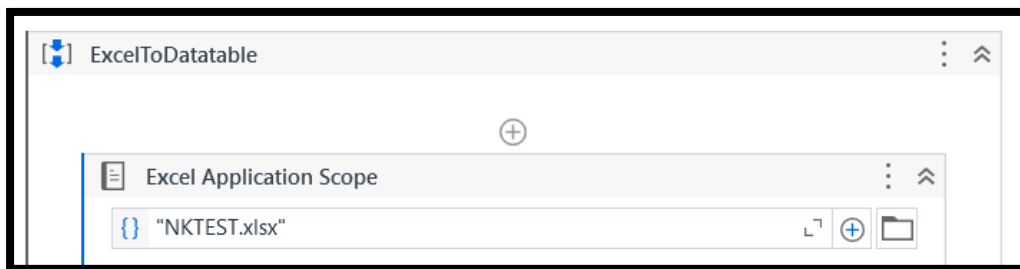 ExcelToDatatable
Excel Application Scope
{} "NKTEST.xlsx"